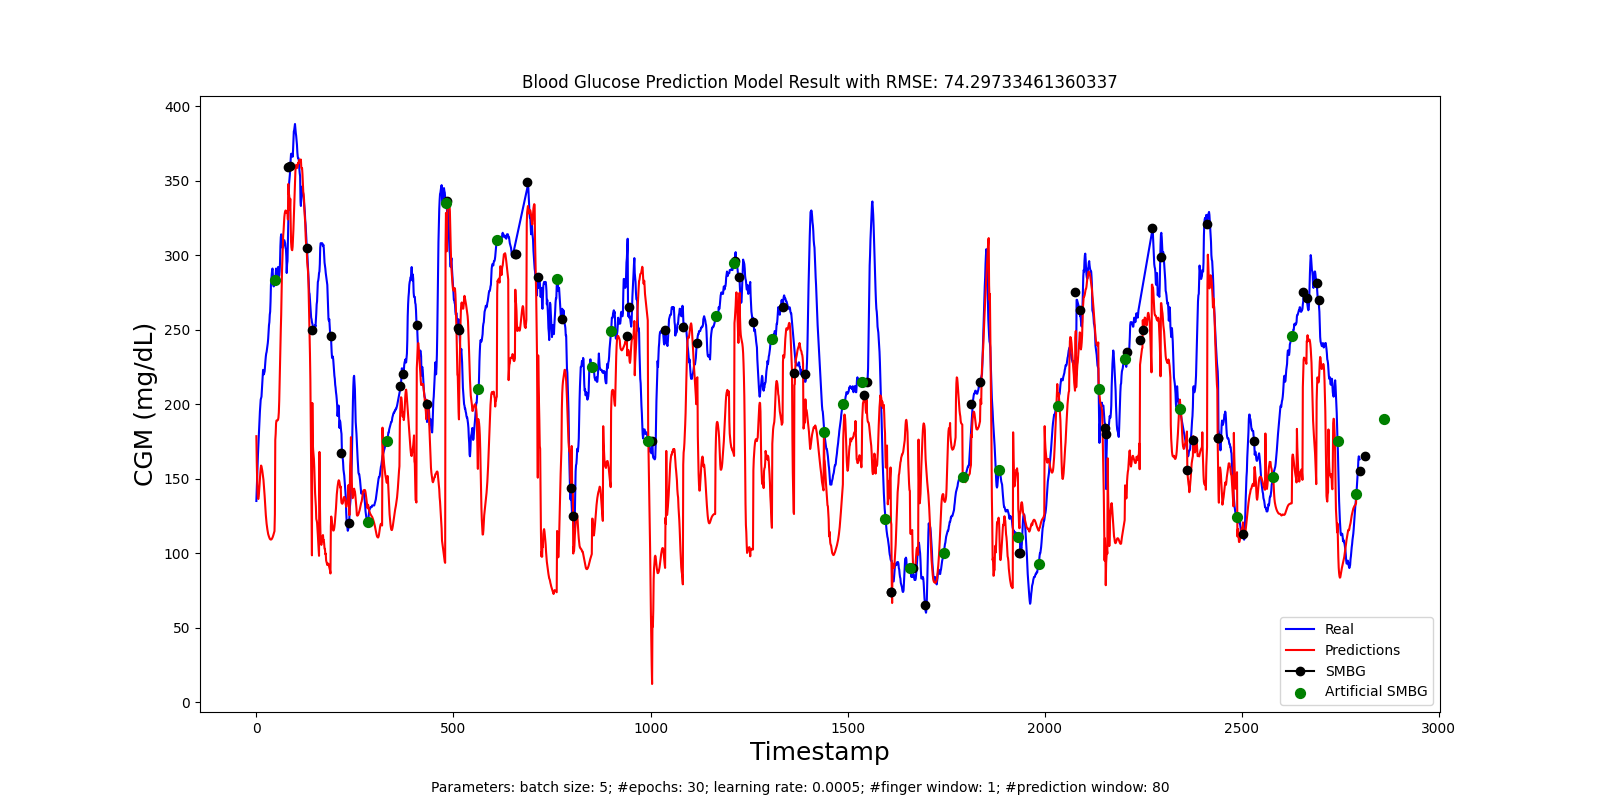 Blood Glucose Prediction Model Result with RMSE: 74.29733461360337
400
350
300
250
200
150
100
50
0
CGM (mg/dL)
0
500
1000
1500
2000
2500
3000
Timestamp
Real
Predictions
SMBG
Artificial SMBG
Parameters: batch size: 5; #epochs: 30; learning rate: 0.0005; #finger window: 1; #prediction window: 80